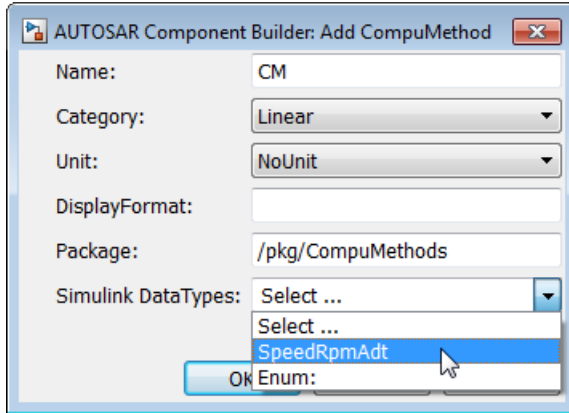 AUTOSAR Component Builder: Add CompuMethod
Name: CM
Category: Linear
Unit: NoUnit
DisplayFormat:
Package: /pkg/CompuMethods
Simulink DataTypes: Select ...
Select ...
SpeedRpmAdt
Enum: